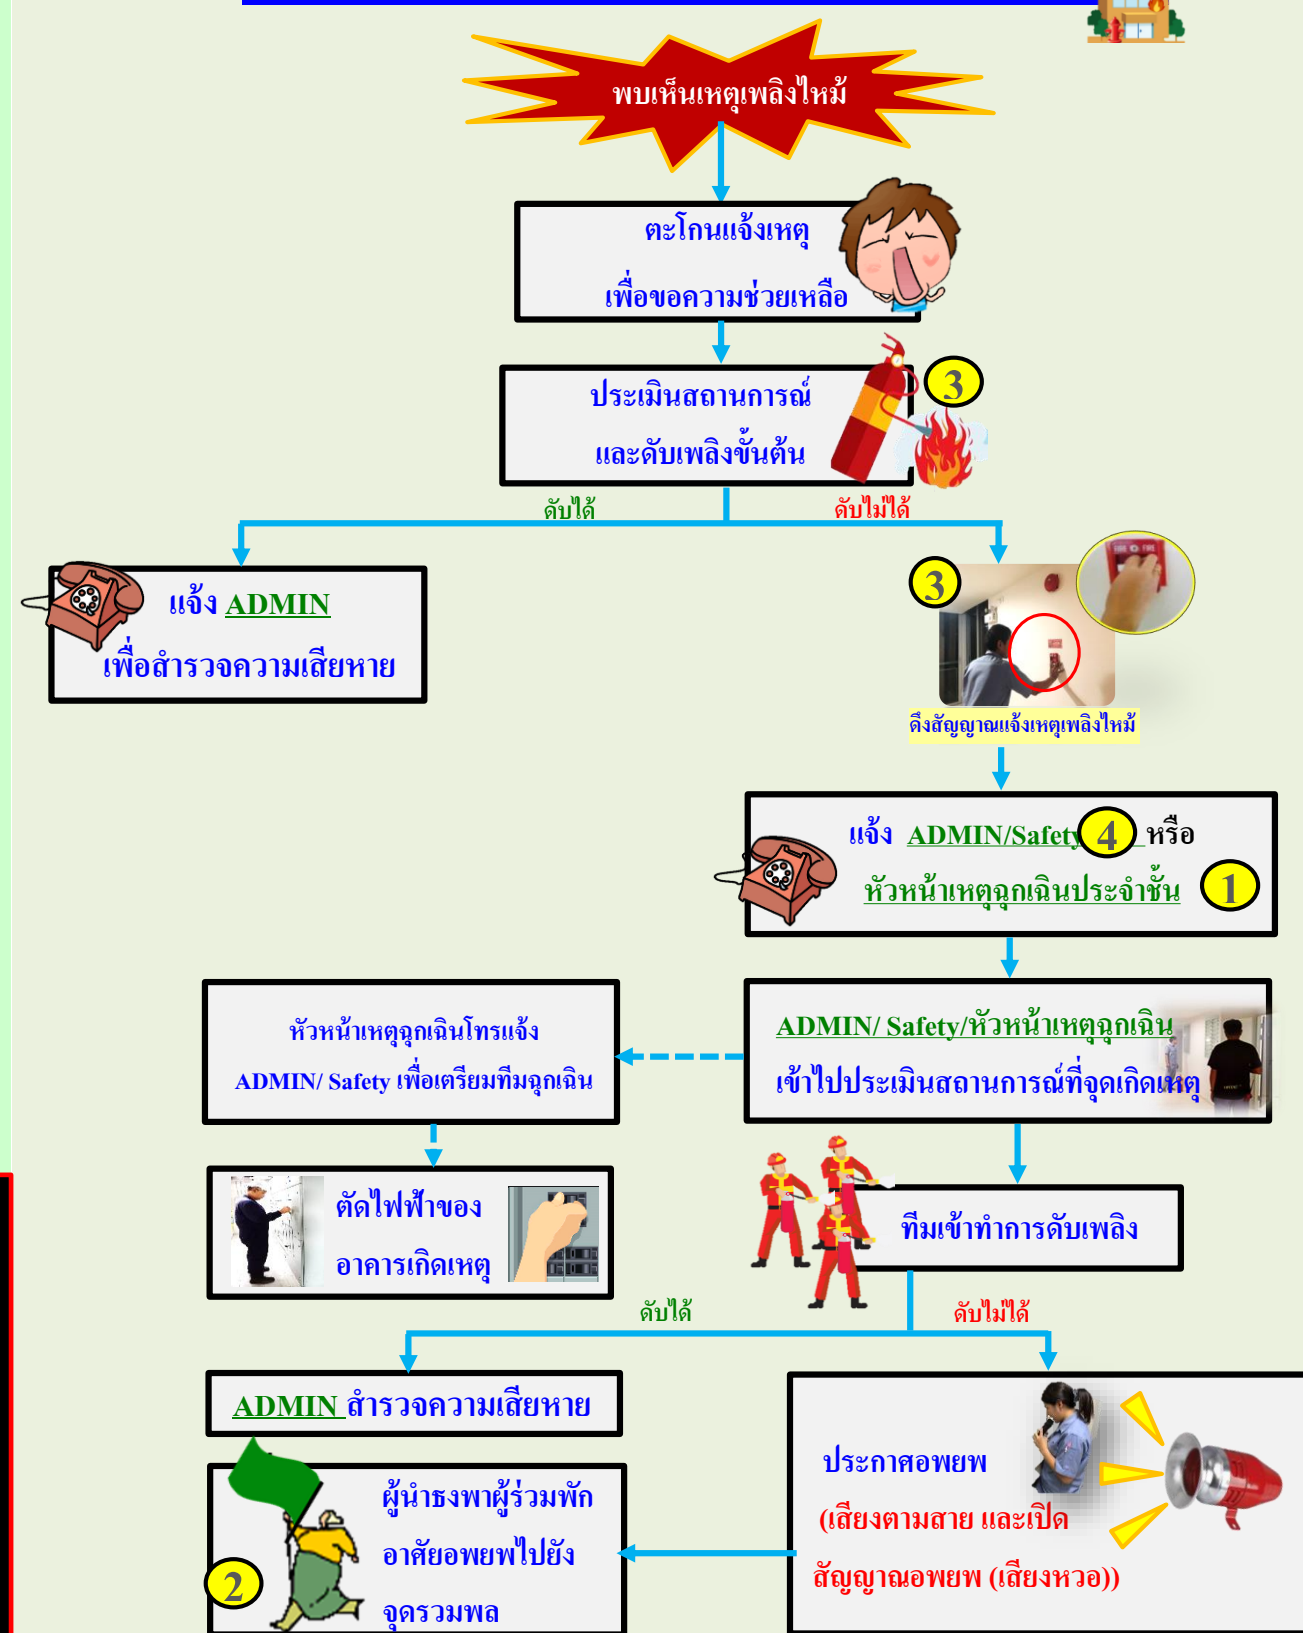 พบเห็นเหตุเพลิงไหม้
ตะโกนแจ้งเหตุ
เพื่อขอความช่วยเหลือ
ประเมินสถานการณ์
และดับเพลิงขั้นต้น
3
ดับได้
ดับไม่ได้
แจ้ง ADMIN
เพื่อสำรวจความเสียหาย
3
FIRE
ดึงสัญญาณแจ้งเหตุเพลิงไหม้
แจ้ง ADMIN/Safety 4 หรือ
หัวหน้าเหตุฉุกเฉินประจำชั้น 1
หัวหน้าเหตุฉุกเฉินโทรแจ้ง
ADMIN/ Safety เพื่อเตรียมทีมฉุกเฉิน
ADMIN/ Safety/หัวหน้าเหตุฉุกเฉิน
เข้าไปประเมินสถานการณ์ที่จุดเกิดเหตุ
ตัดไฟฟ้าของ
อาคารเกิดเหตุ
ทีมเข้าทำการดับเพลิง
ดับได้
ดับไม่ได้
ADMIN สำรวจความเสียหาย
ประกาศอพยพ
(เสียงตามสาย และเปิด
สัญญาณอพยพ (เสียงหวอ))
ผู้นำธงพาผู้ร่วมพัก
อาศัยอพยพไปยัง
จุดรวมพล
2